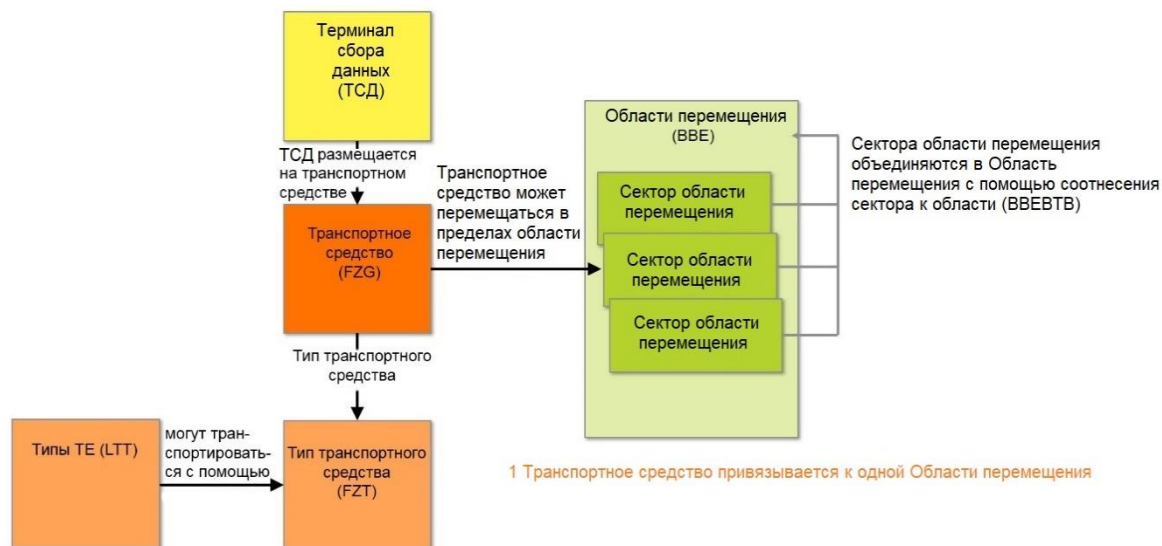 Терминал
сбора
данных
(ТСД)
ТСД размещается
на транспортном
средстве
Транспортное
средство может
перемещаться в
пределах области
перемещения
Транспортное
средство
(FZG)
Области перемещения
(BBE)
Сектор области
перемещения
Сектор области
перемещения
Сектор области
перемещения
Сектора области перемещения
объединяются в Область
перемещения с помощью соотнесения
сектора к области (BBEBTB)
Тип транспортного
средства
Типы ТЕ (LTT)
могут тран-
спортировать-
ся с помощью
Тип транспортного
средства
(FZT)
1 Транспортное средство привязывается к одной Области перемещения